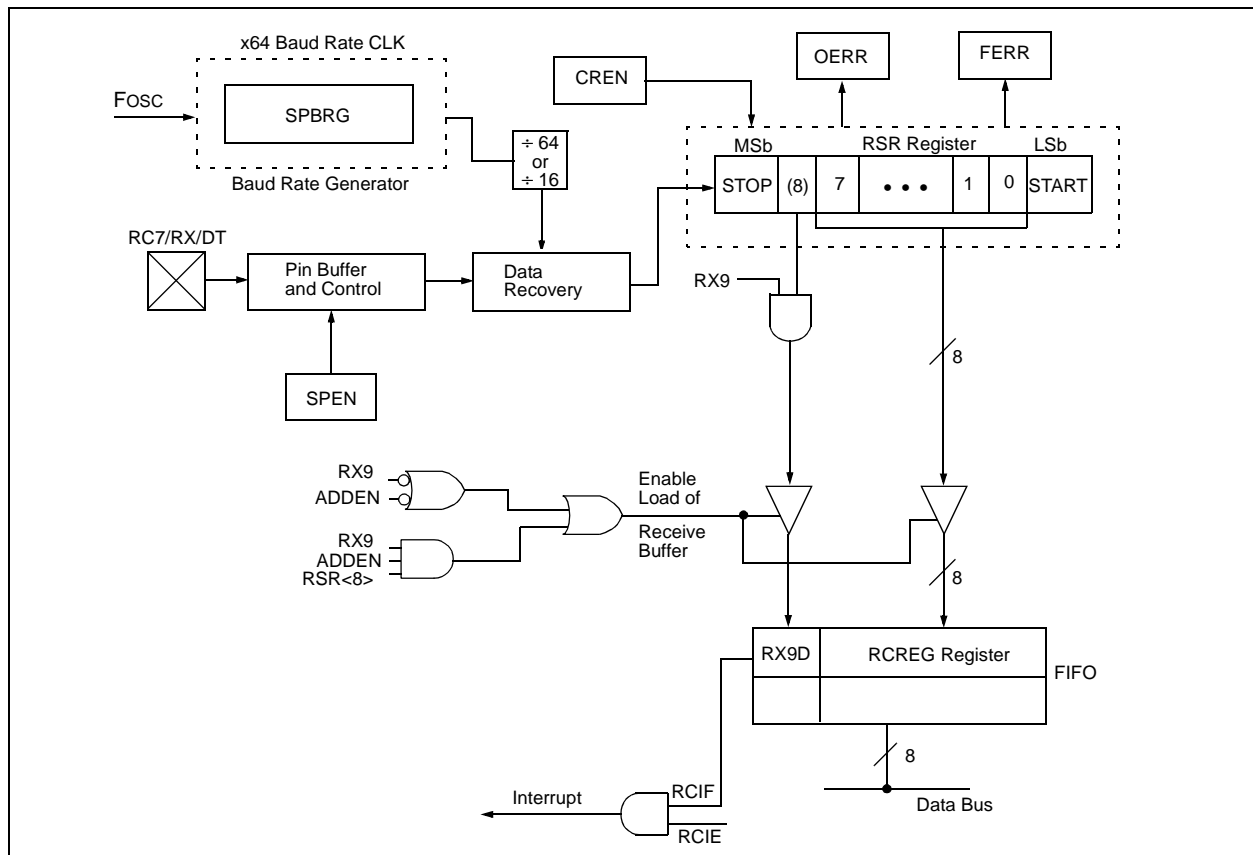 x64 Baud Rate CLK
FOSC
SPBRG
Baud Rate Generator
÷ 64
or
÷ 16
CREN
OERR
FERR
MSb
RSR Register
LSb
STOP
(8)
7
• • •
1
0
START
RC7/RX/DT
Pin Buffer
and Control
Data
Recovery
SPEN
RX9
8
RX9
ADDEN
RX9
ADDEN
RSR<8>
Enable
Load of
Receive
Buffer
8
RX9D
RCREG Register
FIFO
8
Data Bus
Interrupt
RCIF
RCIE